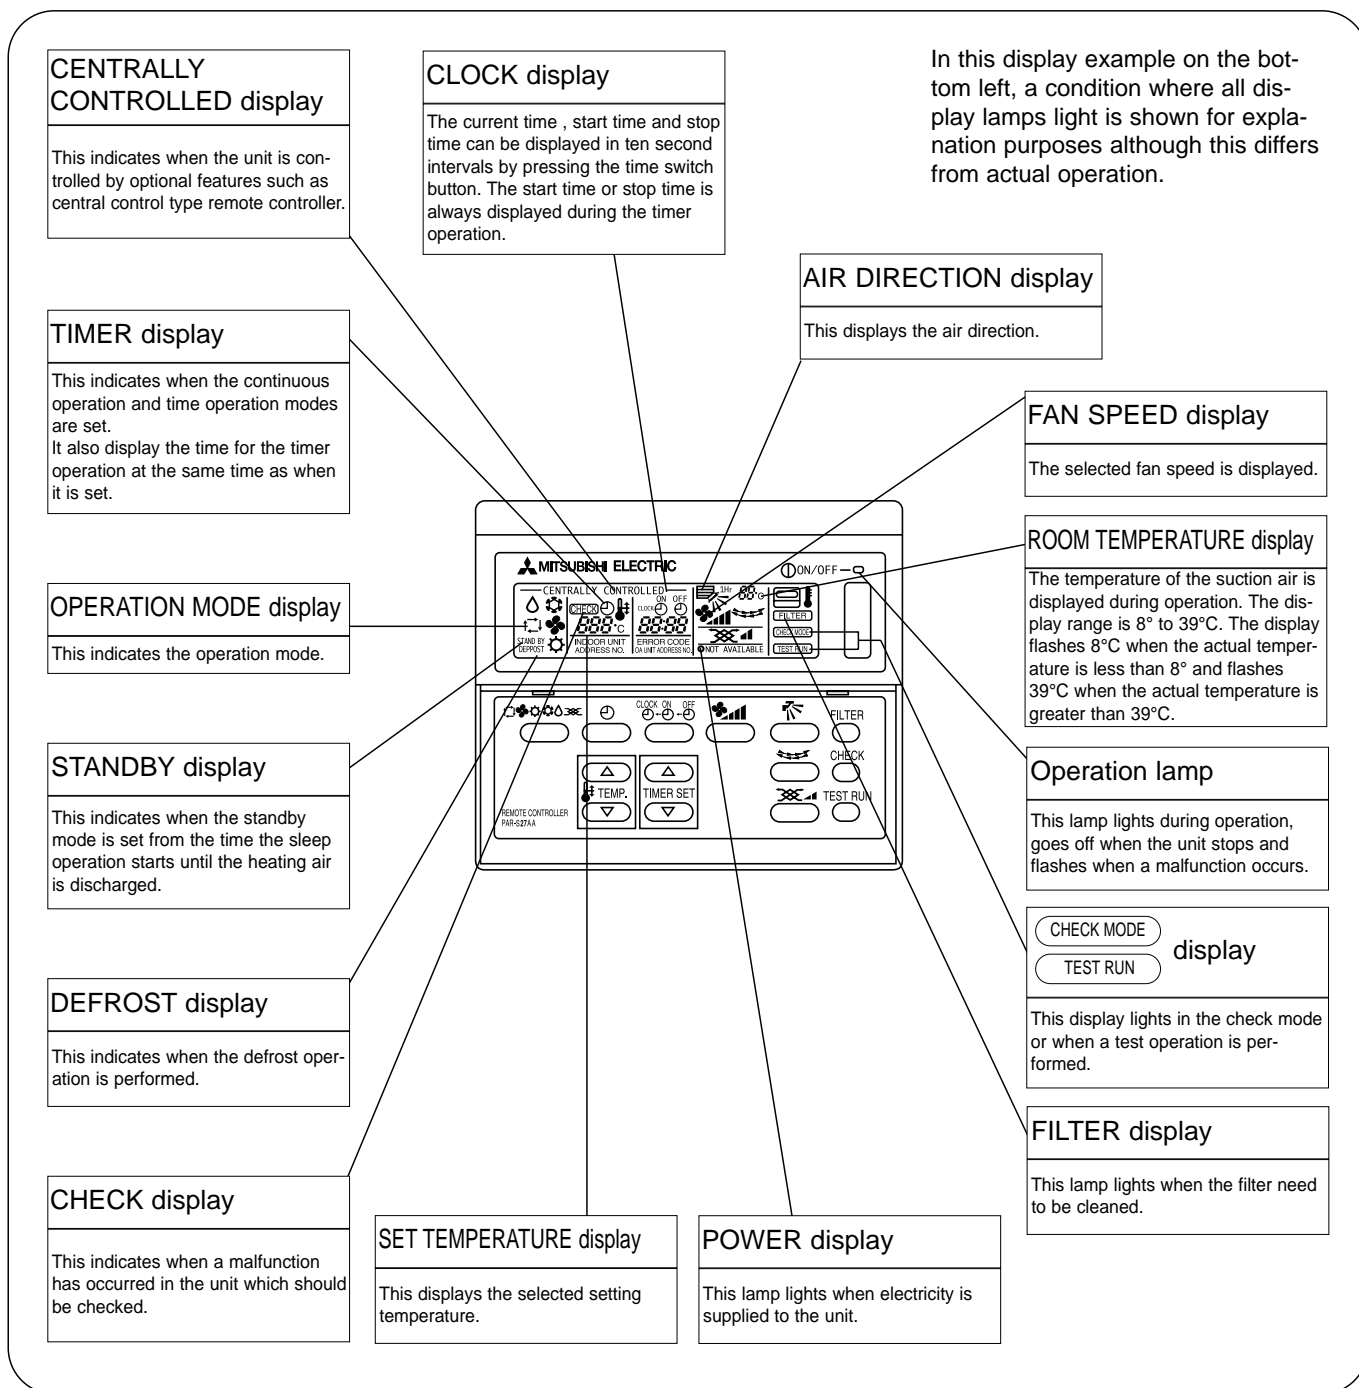 CENTRALLY
CONTROLLED display
This indicates when the unit is con-
trolled by optional features such as
central control type remote controller.
CLOCK display
The current time , start time and stop
time can be displayed in ten second
intervals by pressing the time switch
button. The start time or stop time is
always displayed during the timer
operation.
In this display example on the bot-
tom left, a condition where all dis-
play lamps light is shown for expla-
nation purposes although this differs
from actual operation.
TIMER display
This indicates when the continuous
operation and time operation modes
are set.
It also display the time for the timer
operation at the same time as when
it is set.
AIR DIRECTION display
This displays the air direction.
FAN SPEED display
The selected fan speed is displayed.
ROOM TEMPERATURE display
The temperature of the suction air is
displayed during operation. The dis-
play range is 8° to 39°C. The display
flashes 8°C when the actual temper-
ature is less than 8° and flashes
39°C when the actual temperature is
greater than 39°C.
OPERATION MODE display
This indicates the operation mode.
STANDBY display
This indicates when the standby
mode is set from the time the sleep
operation starts until the heating air
is discharged.
DEFROST display
This indicates when the defrost oper-
ation is performed.
CHECK display
This indicates when a malfunction
has occurred in the unit which should
be checked.
SET TEMPERATURE display
This displays the selected setting
temperature.
POWER display
This lamp lights when electricity is
supplied to the unit.
Operation lamp
This lamp lights during operation,
goes off when the unit stops and
flashes when a malfunction occurs.
CHECK MODE
TEST RUN
display
This display lights in the check mode
or when a test operation is per-
formed.
FILTER display
This lamp lights when the filter need
to be cleaned.
MITSUBISHI ELECTRIC
ON/OFF
CENTRALLY CONTROLLED
ON OFF
CHECK
CLOCK
1Hr
88°C
888°C
88:88
FILTER
CHECK MODE
TEST RUN
STAND BY
DEFPOST
INDOOR UNIT
ADDRESS NO.
ERROR CODE
OA UNIT ADDRESS NO.
NOT AVAILABLE
CLOCK ON OFF
FILTER
CHECK
TEST RUN
TEMP.
TIMER SET
REMOTE CONTROLLER
PAR-S27AA